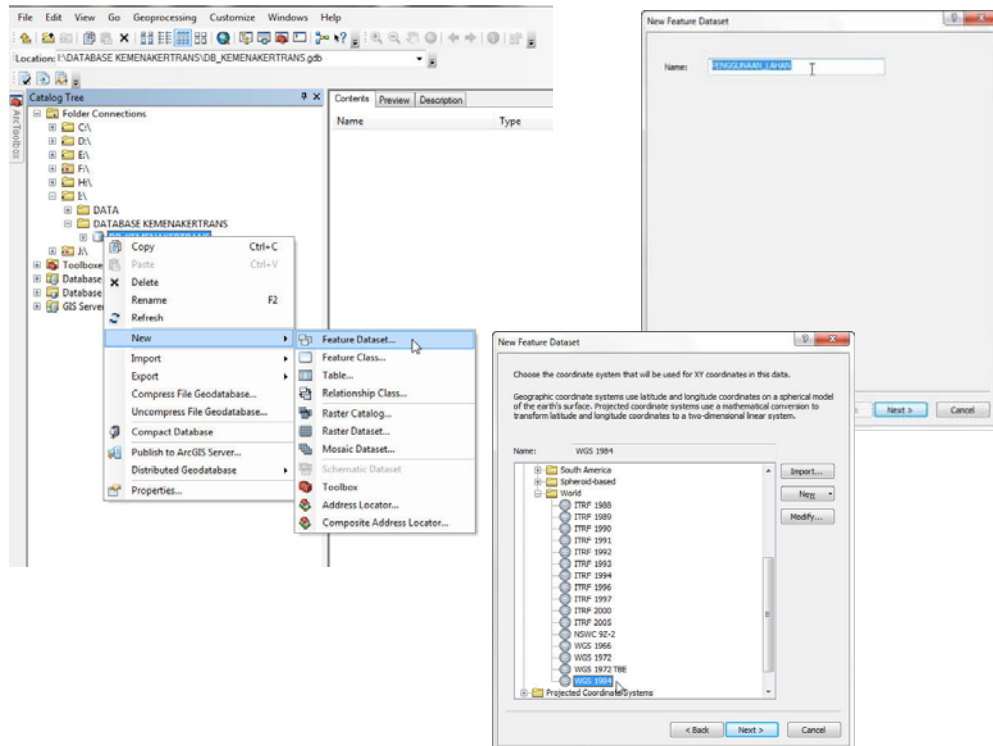 File Edit View Go Geoprocessing Customize Windows Help
Location: I:\DATABASE KEMENAKERTRANS\DB_KEMENAKERTRANS.gdb
ArcToolbox
Catalog Tree
Folder Connections
C:\
D:\
E:\
F:\
H:\
I:\
DATA
DATABASE KEMENAKERTRANS
DB_KEMENAKERTRANS
J:\
Toolboxe
Database
Database
GIS Server
Contents Preview Description
Name Type
Copy Ctrl+C
Paste Ctrl+V
Delete
Rename F2
Refresh
New
Import
Export
Compress File Geodatabase...
Uncompress File Geodatabase...
Compact Database
Publish to ArcGIS Server...
Distributed Geodatabase
Properties...
Feature Dataset...
Feature Class...
Table...
Relationship Class...
Raster Catalog...
Raster Dataset...
Mosaic Dataset...
Schematic Dataset
Toolbox
Address Locator...
Composite Address Locator...
New Feature Dataset
Name: PENGGUNAAN_LAHAN
Next > Cancel
New Feature Dataset
Choose the coordinate system that will be used for XY coordinates in this data.
Geographic coordinate systems use latitude and longitude coordinates on a spherical model
of the earth's surface. Projected coordinate systems use a mathematical conversion to
transform latitude and longitude coordinates to a two-dimensional linear system.
Name: WGS 1984
South America
Spheroid-based
World
ITRF 1988
ITRF 1989
ITRF 1990
ITRF 1991
ITRF 1992
ITRF 1993
ITRF 1994
ITRF 1996
ITRF 1997
ITRF 2000
ITRF 2005
NSWC 9Z-2
WGS 1966
WGS 1972
WGS 1972 TBE
WGS 1984
Projected Coordinate Systems
Import...
New
Modify...
< Back Next > Cancel